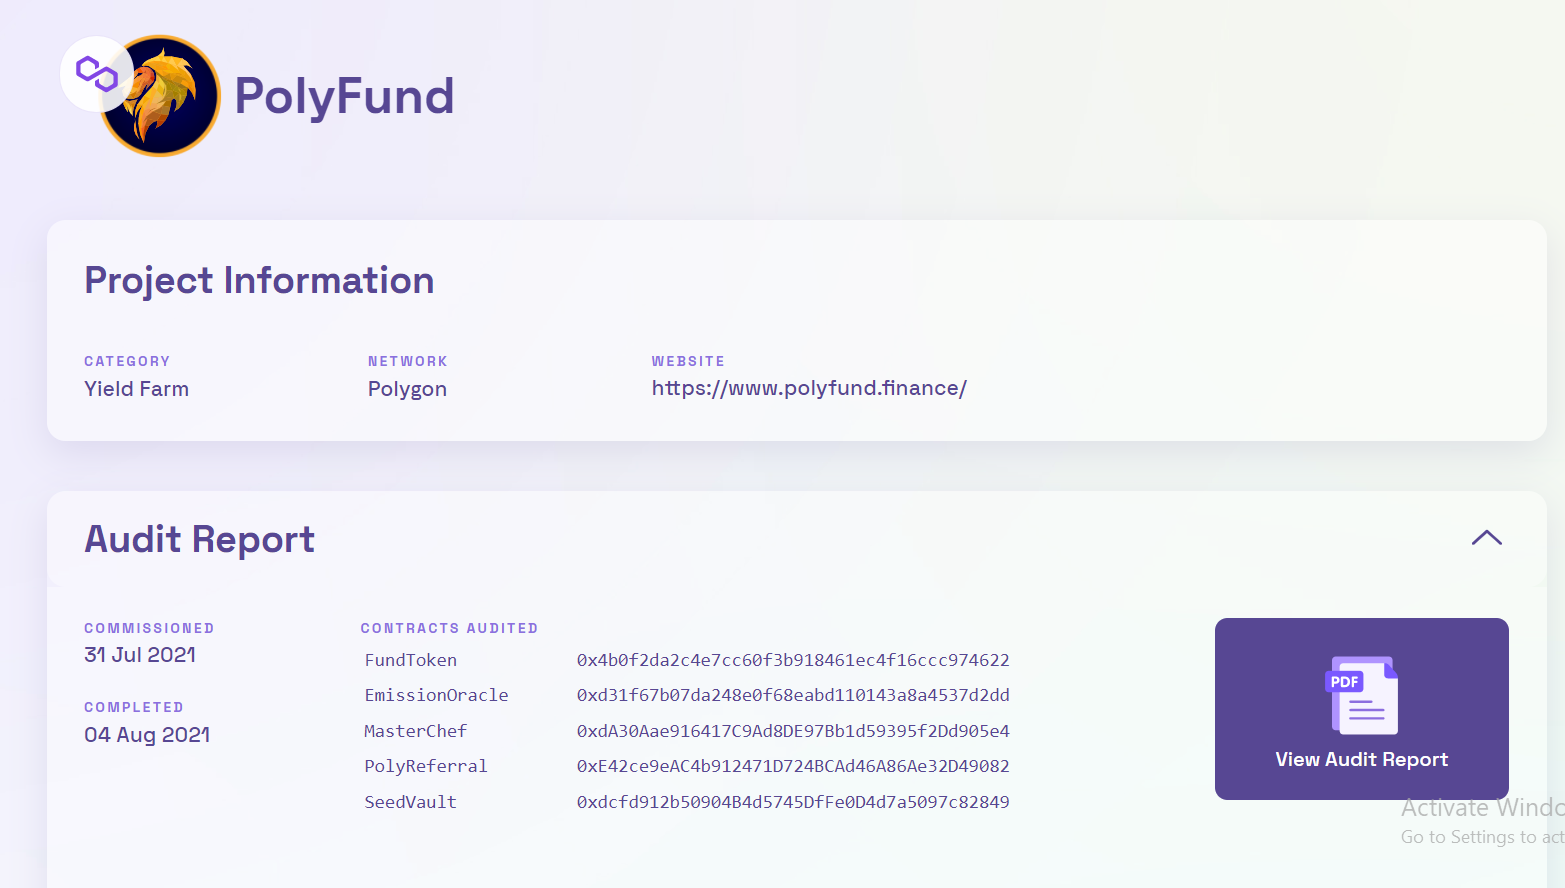 PolyFund
Project Information
CATEGORY
Yield Farm
NETWORK
Polygon
WEBSITE
https://www.polyfund.finance/
Audit Report
COMMISSIONED
31 Jul 2021
COMPLETED
04 Aug 2021
CONTRACTS AUDITED
FundToken 0x4b0f2da2c4e7cc60f3b918461ec4f16ccc974622
EmissionOracle 0xd31f67b07da248e0f68eabd110143a8a4537d2dd
MasterChef 0xdA30Aae916417C9Ad8DE97Bb1d59395f2Dd905e4
PolyReferral 0xE42ce9eAC4b912471D724BCAd46A86Ae32D49082
SeedVault 0xdcfd912b50904B4d5745DfFe0D4d7a5097c82849
PDF
View Audit Report
Activate Windo
Go to Settings to act